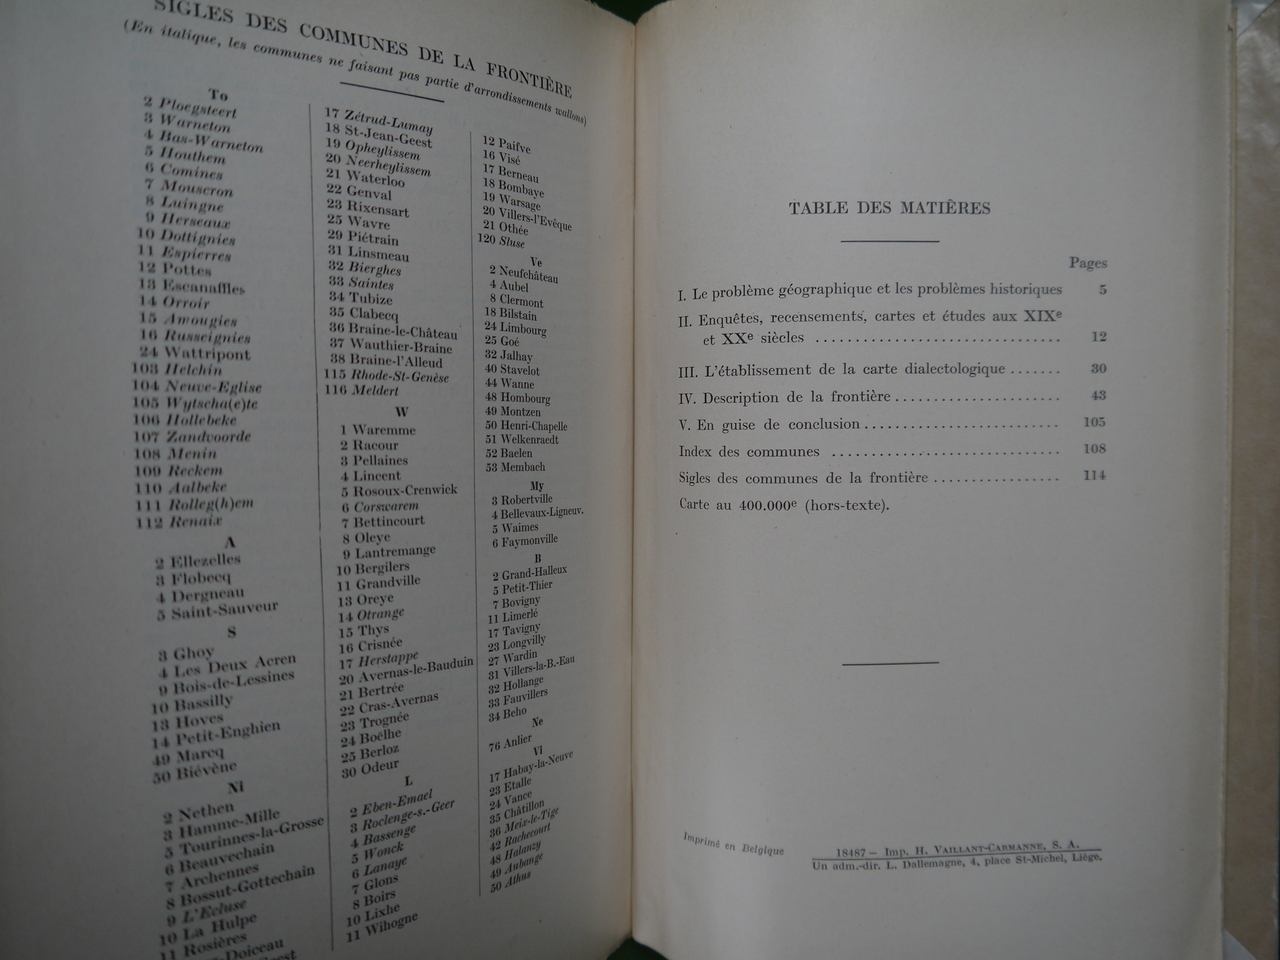 SIGLES DES COMMUNES DE LA FRONTIÈRE
(En italique, les communes ne faisant pas partie d'arrondissements wallons)
To
2 Ploegsteert
3 Warneton
4 Bas-Warneton
5 Houthem
6 Comines
7 Mouscron
8 Luingne
9 Herseaux
10 Dottignies
11 Espierres
12 Pottes
13 Escanaffles
14 Orroir
15 Amougies
16 Russeignies
24 Wattripont
103 Helchin
104 Neuve-Eglise
105 Wytscha(e)te
106 Hollebeke
107 Zandvoorde
108 Menin
109 Reckem
110 Aalbeke
111 Rolleg(h)em
112 Renaix
A
2 Ellezelles
3 Flobecq
4 Dergneau
5 Saint-Sauveur
S
3 Ghoy
4 Les Deux Acren
9 Bois-de-Lessines
10 Bassilly
13 Hoves
14 Petit-Enghien
49 Marcq
50 Biévène
Ni
2 Nethen
3 Hamme-Mille
5 Tourinnes-la-Grosse
6 Beauvechain
7 Archennes
8 Bossut-Gottechain
9 L'Ecluse
10 La Hulpe
11 Rosières
-Doiceau
17 Zétrud-Lumay
18 St-Jean-Geest
19 Opheylissem
20 Neerheylissem
21 Waterloo
22 Genval
23 Rixensart
25 Wavre
29 Piétrain
31 Linsmeau
32 Bierghes
33 Saintes
34 Tubize
35 Clabecq
36 Braine-le-Château
37 Wauthier-Braine
38 Braine-l'Alleud
115 Rhode-St-Genèse
116 Meldert
W
1 Waremme
2 Racour
3 Pellaines
4 Lincent
5 Rosoux-Crenwick
6 Corswarem
7 Bettincourt
8 Oleye
9 Lantremange
10 Bergilers
11 Grandville
13 Oreye
14 Otrange
15 Thys
16 Crisnée
17 Herstappe
20 Avernas-le-Bauduin
21 Bertrée
22 Cras-Avernas
23 Trognée
24 Boëlhe
25 Berloz
30 Odeur
L
2 Eben-Emael
3 Roclenge-s.-Geer
4 Bassenge
5 Wonck
6 Lanaye
7 Glons
8 Boirs
10 Lixhe
11 Wihogne
12 Paifve
16 Visé
17 Berneau
18 Bombaye
19 Warsage
20 Villers-l'Evêque
21 Othée
120 Sluse
Ve
2 Neufchâteau
4 Aubel
8 Clermont
18 Bilstain
24 Limbourg
25 Goé
32 Jalhay
40 Stavelot
44 Wanne
48 Hombourg
49 Montzen
50 Henri-Chapelle
51 Welkenraedt
52 Baelen
53 Membach
My
3 Robertville
4 Bellevaux-Ligneuv.
5 Waimes
6 Faymonville
B
2 Grand-Halleux
5 Petit-Thier
7 Bovigny
11 Limerlé
17 Tavigny
23 Longvilly
27 Wardin
31 Villers-la-B.-Eau
32 Hollange
33 Fauvillers
34 Beho
Ne
76 Anlier
Vi
17 Habay-la-Neuve
23 Etalle
24 Vance
35 Châtillon
36 Meix-le-Tige
42 Rachecourt
48 Halanzy
49 Aubange
50 Athus
TABLE DES MATIÈRES
Pages
I. Le problème géographique et les problèmes historiques 5
II. Enquêtes, recensements, cartes et études aux XIXe
et XXe siècles .............................. 12
III. L'établissement de la carte dialectologique ....... 30
IV. Description de la frontière ...................... 43
V. En guise de conclusion .......................... 105
Index des communes .............................. 108
Sigles des communes de la frontière ................. 114
Carte au 400.000e (hors-texte).
Imprimé en Belgique
18487 — Imp. H. VAILLANT-CARMANNE, S. A.
Un adm.-dir. L. Dallemagne, 4, place St-Michel, Liège.